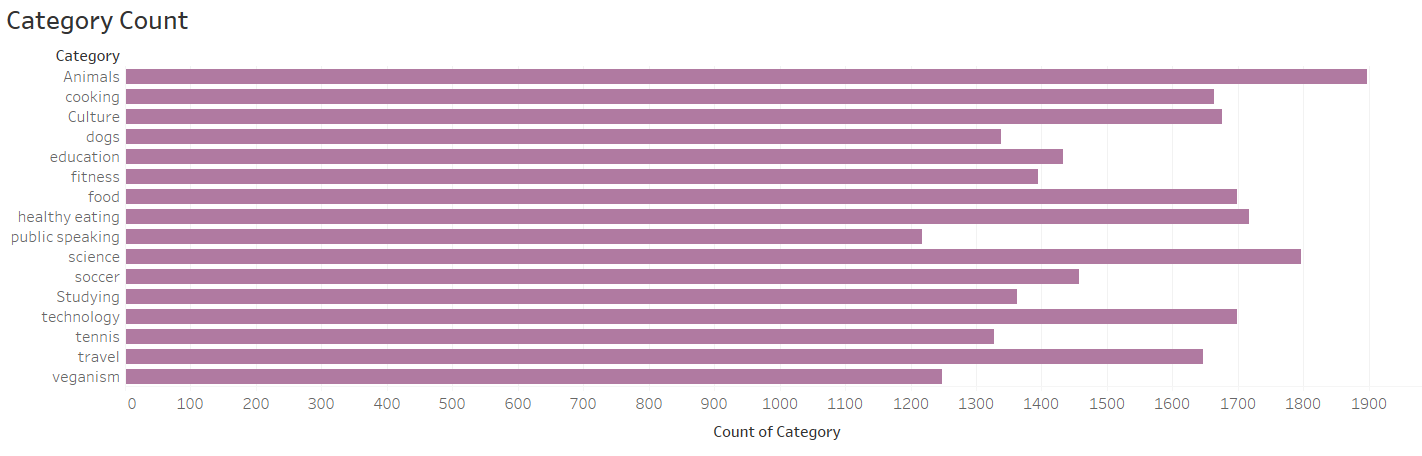 Category Count
Category
Animals
cooking
Culture
dogs
education
fitness
food
healthy eating
public speaking
science
soccer
Studying
technology
tennis
travel
veganism
0 100 200 300 400 500 600 700 800 900 1000 1100 1200 1300 1400 1500 1600 1700 1800 1900
Count of Category